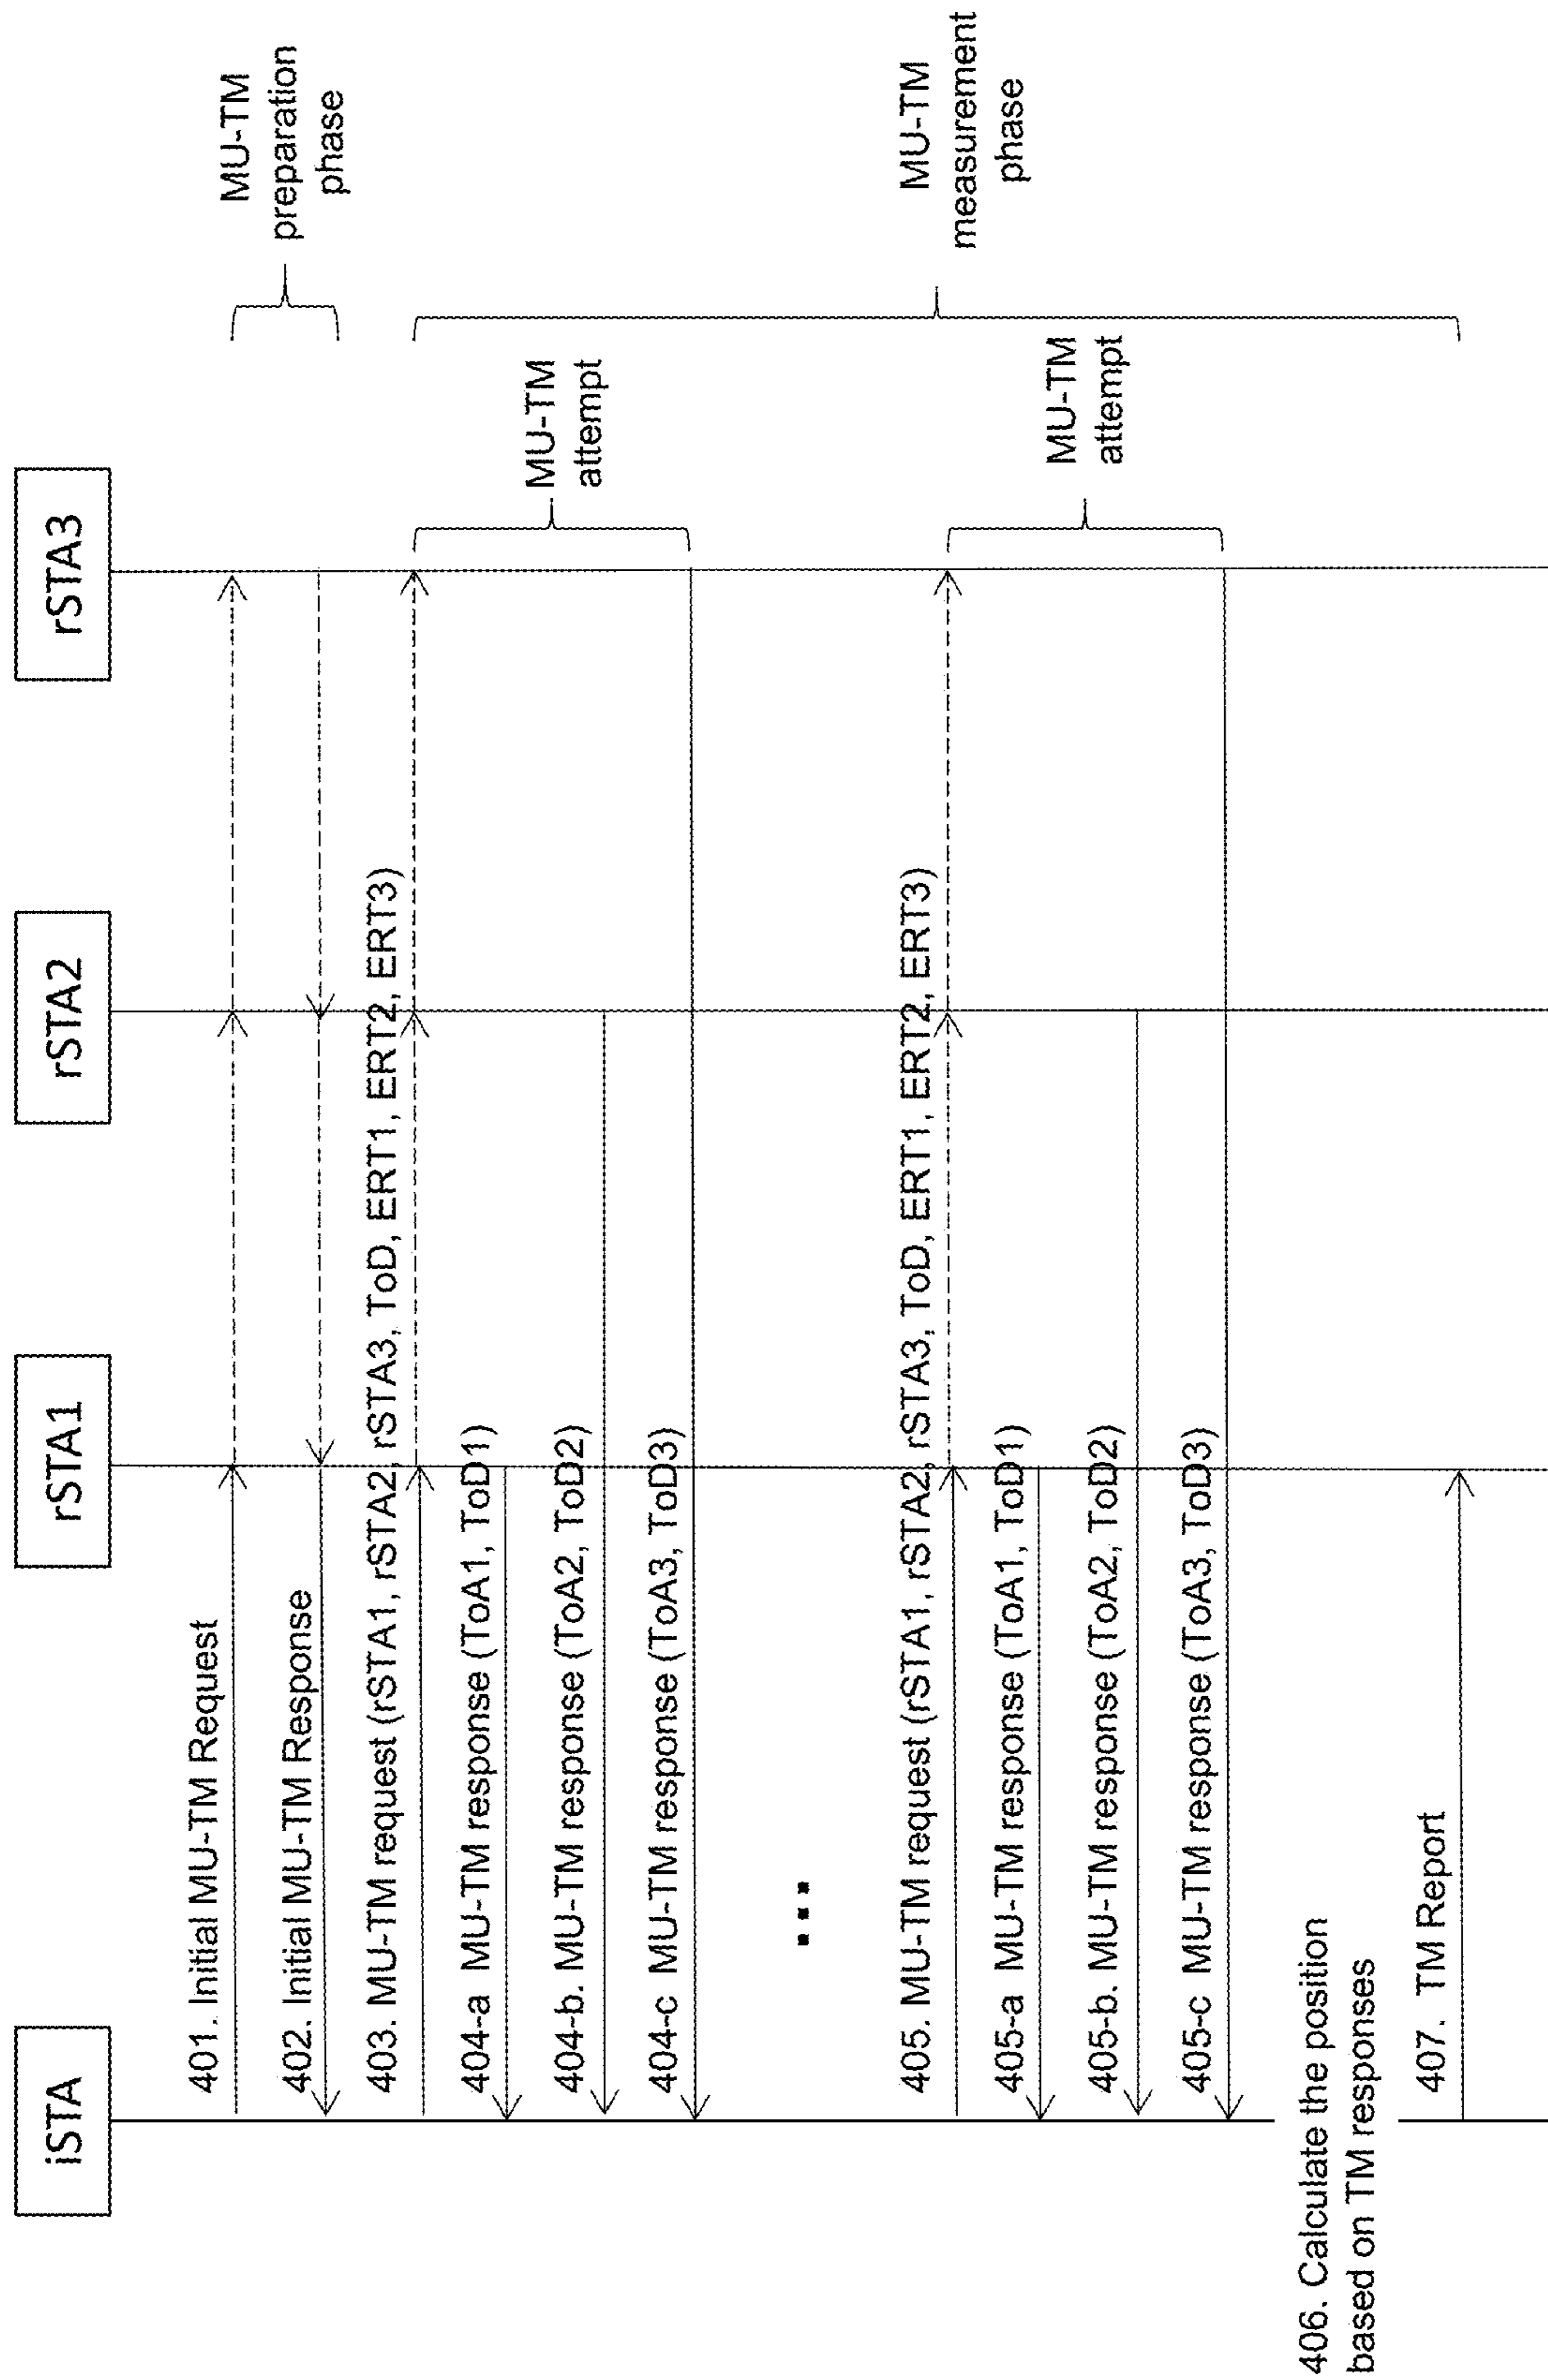 iSTA
rSTA1
rSTA2
rSTA3
401. Initial MU-TM Request
402. Initial MU-TM Response
MU-TM
preparation
phase
403. MU-TM request (rSTA1, rSTA2, rSTA3, ToD, ERT1, ERT2, ERT3)
404-a MU-TM response (ToA1, ToD1)
404-b. MU-TM response (ToA2, ToD2)
404-c MU-TM response (ToA3, ToD3)
MU-TM
attempt
...
405. MU-TM request (rSTA1, rSTA2, rSTA3, ToD, ERT1, ERT2, ERT3)
405-a MU-TM response (ToA1, ToD1)
405-b. MU-TM response (ToA2, ToD2)
405-c MU-TM response (ToA3, ToD3)
MU-TM
attempt
MU-TM
measurement
phase
406. Calculate the position
based on TM responses
407. TM Report